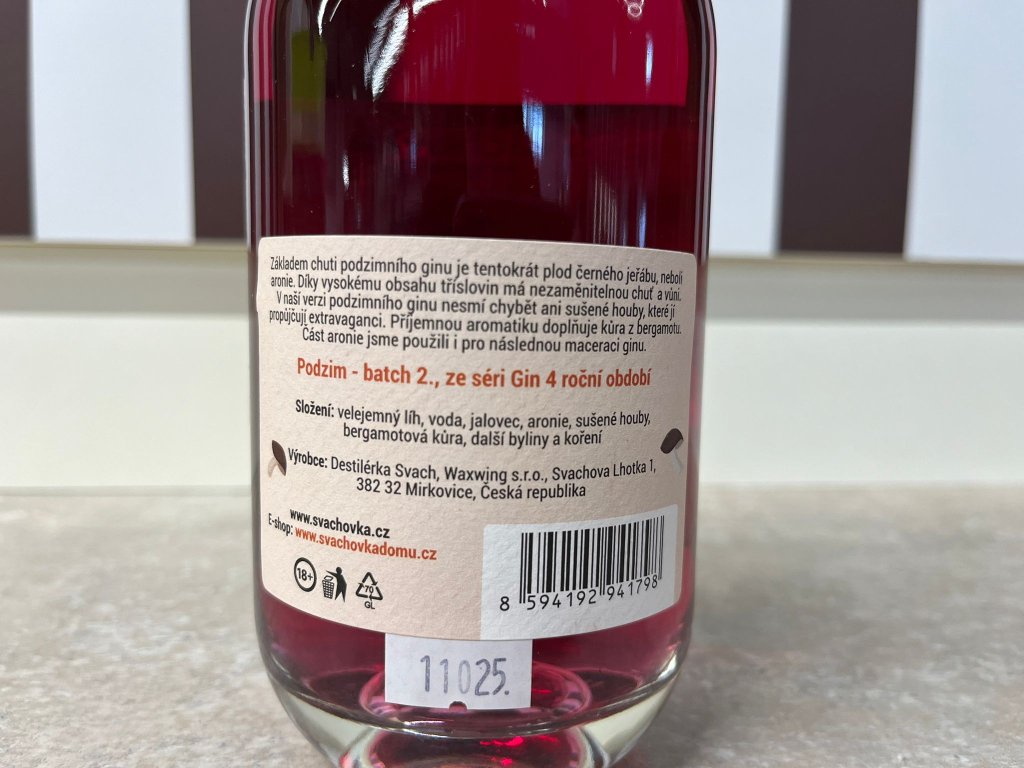 Základem chuti podzimního ginu je tentokrát plod černého jeřábu, neboli
aronie. Díky vysokému obsahu tříslovin má nezaměnitelnou chuť a vůni.
V naší verzi podzimního ginu nesmí chybět ani sušené houby, které jí
propůjčují extravaganci. Příjemnou aromatiku doplňuje kůra z bergamotu.
Část aronie jsme použili i pro následnou maceraci ginu.
Podzim - batch 2., ze séri Gin 4 roční období
Složení: velejemný líh, voda, jalovec, aronie, sušené houby,
bergamotová kůra, další byliny a koření
Výrobce: Destilérka Svach, Waxwing s.r.o., Svachova Lhotka 1,
382 32 Mirkovice, Česká republika
www.svachovka.cz
E-shop: www.svachovkadomu.cz
18+
70
GL
8 594192 941798
11025.